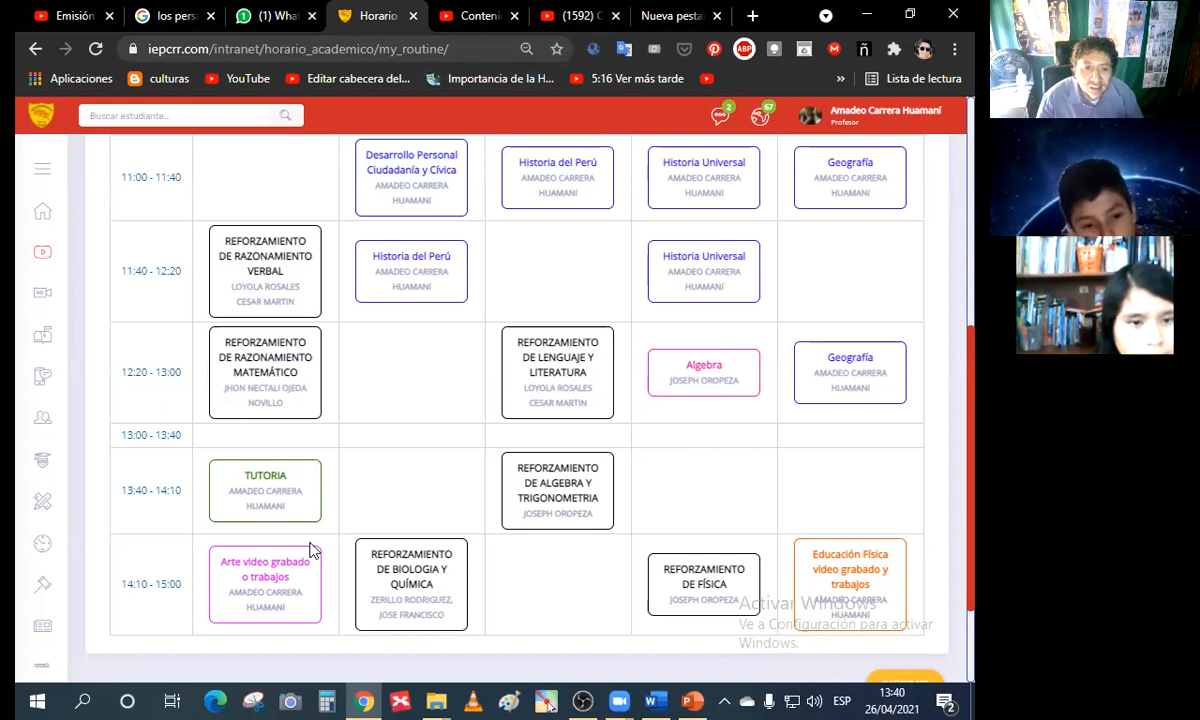 Emisión
los pers
(1) What
Horario
Conteni
(1592) C
Nueva pesta
iepcrr.com/intranet/horario_academico/my_routine/
Aplicaciones
culturas
YouTube
Editar cabecera del...
Importancia de la H...
5:16 Ver más tarde
»
Lista de lectura
Buscar estudiante...
2
67
Amadeo Carrera Huamaní
Profesor
11:00 - 11:40
Desarrollo Personal
Ciudadanía y Cívica
AMADEO CARRERA
HUAMANÍ
Historia del Perú
AMADEO CARRERA
HUAMANÍ
Historia Universal
AMADEO CARRERA
HUAMANÍ
Geografía
AMADEO CARRERA
HUAMANÍ
11:40 - 12:20
REFORZAMIENTO
DE RAZONAMIENTO
VERBAL
LOYOLA ROSALES
CESAR MARTIN
Historia del Perú
AMADEO CARRERA
HUAMANÍ
Historia Universal
AMADEO CARRERA
HUAMANÍ
12:20 - 13:00
REFORZAMIENTO
DE RAZONAMIENTO
MATEMÁTICO
JHON NECTALI OJEDA
NOVILLO
REFORZAMIENTO
DE LENGUAJE Y
LITERATURA
LOYOLA ROSALES
CESAR MARTIN
Algebra
JOSEPH OROPEZA
Geografía
AMADEO CARRERA
HUAMANÍ
13:00 - 13:40
13:40 - 14:10
TUTORIA
AMADEO CARRERA
HUAMANÍ
REFORZAMIENTO
DE ALGEBRA Y
TRIGONOMETRIA
JOSEPH OROPEZA
14:10 - 15:00
Arte video grabado
o trabajos
AMADEO CARRERA
HUAMANÍ
REFORZAMIENTO
DE BIOLOGIA Y
QUÍMICA
ZERILLO RODRIGUEZ,
JOSE FRANCISCO
REFORZAMIENTO
DE FÍSICA
JOSEPH OROPEZA
Educación Física
video grabado y
trabajos
AMADEO CARRERA
HUAMANÍ
Activar Windows
Ve a Configuración para activar
Windows.
ESP
13:40
26/04/2021
2